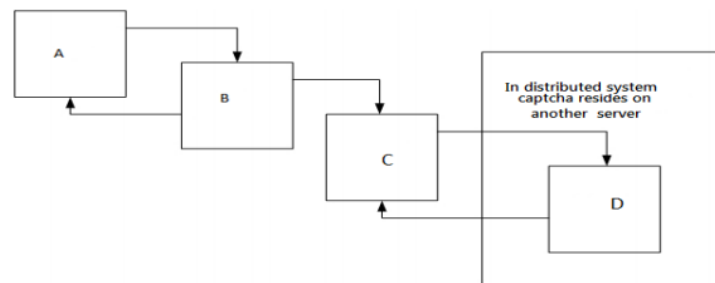 A
B
In distributed system
captcha resides on
another server
C
D